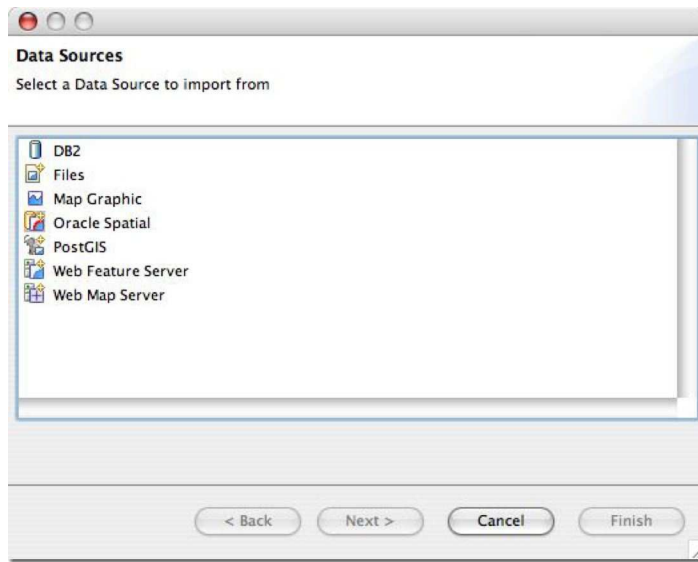 Data Sources
Select a Data Source to import from
DB2
Files
Map Graphic
Oracle Spatial
PostGIS
Web Feature Server
Web Map Server
< Back Next > Cancel Finish